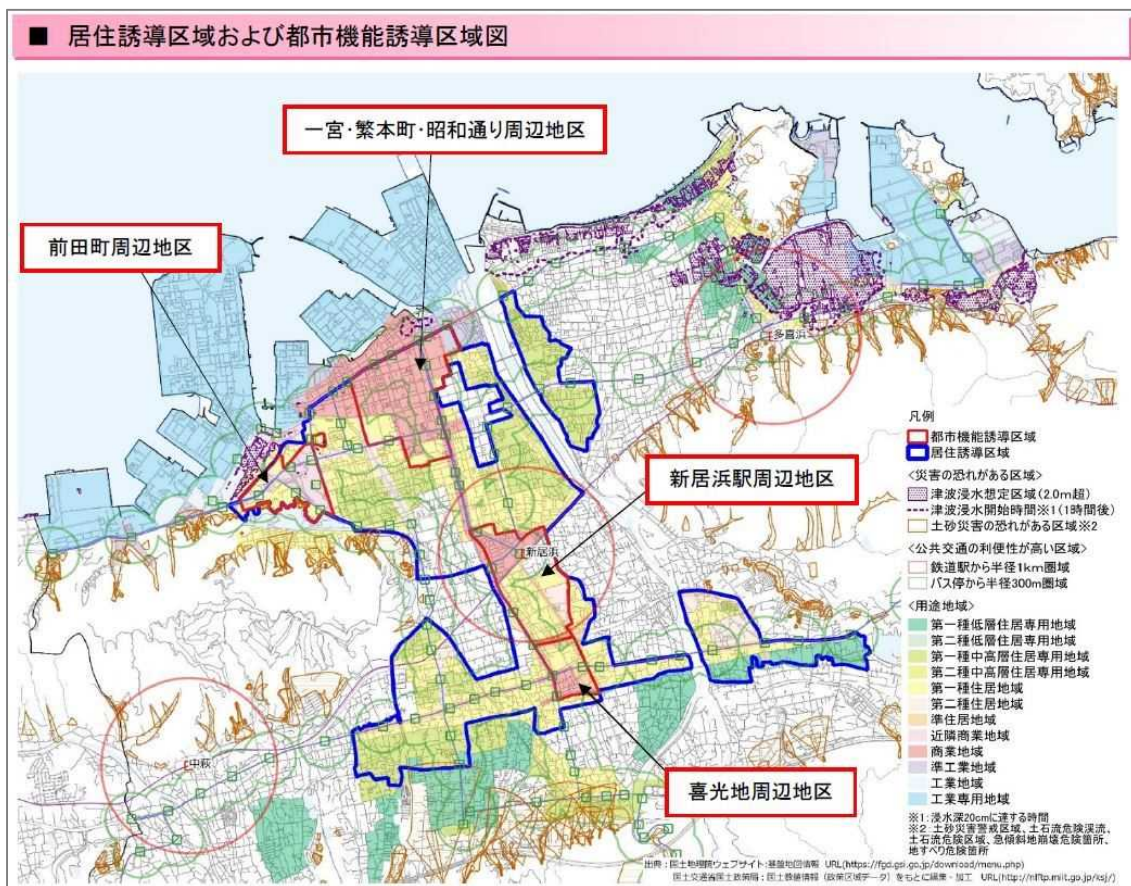 ■ 居住誘導区域および都市機能誘導区域図
一宮・繁本町・昭和通り周辺地区
前田町周辺地区
多喜浜
新居浜駅周辺地区
新居浜
中萩
喜光地周辺地区
凡例
都市機能誘導区域
居住誘導区域
<災害の恐れがある区域>
津波浸水想定区域(2.0m超)
津波浸水開始時間※1(1時間後)
土砂災害の恐れがある区域※2
<公共交通の利便性が高い区域>
鉄道駅から半径1km圏域
バス停から半径300m圏域
<用途地域>
第一種低層住居専用地域
第二種低層住居専用地域
第一種中高層住居専用地域
第二種中高層住居専用地域
第一種住居地域
第二種住居地域
準住居地域
近隣商業地域
商業地域
準工業地域
工業地域
工業専用地域
※1:浸水深20cmに達する時間
※2:土砂災害警戒区域、土石流危険渓流、
土石流危険区域、急傾斜地崩壊危険箇所、
地すべり危険箇所
出典:国土地理院ウェブサイト:基盤地図情報 URL(https://fgd.gsi.go.jp/download/menu.php)
国土交通省国土政策局:国土数値情報(政策区域データ)をもとに編集・加工 URL(http://nlftp.mlit.go.jp/ksj/)